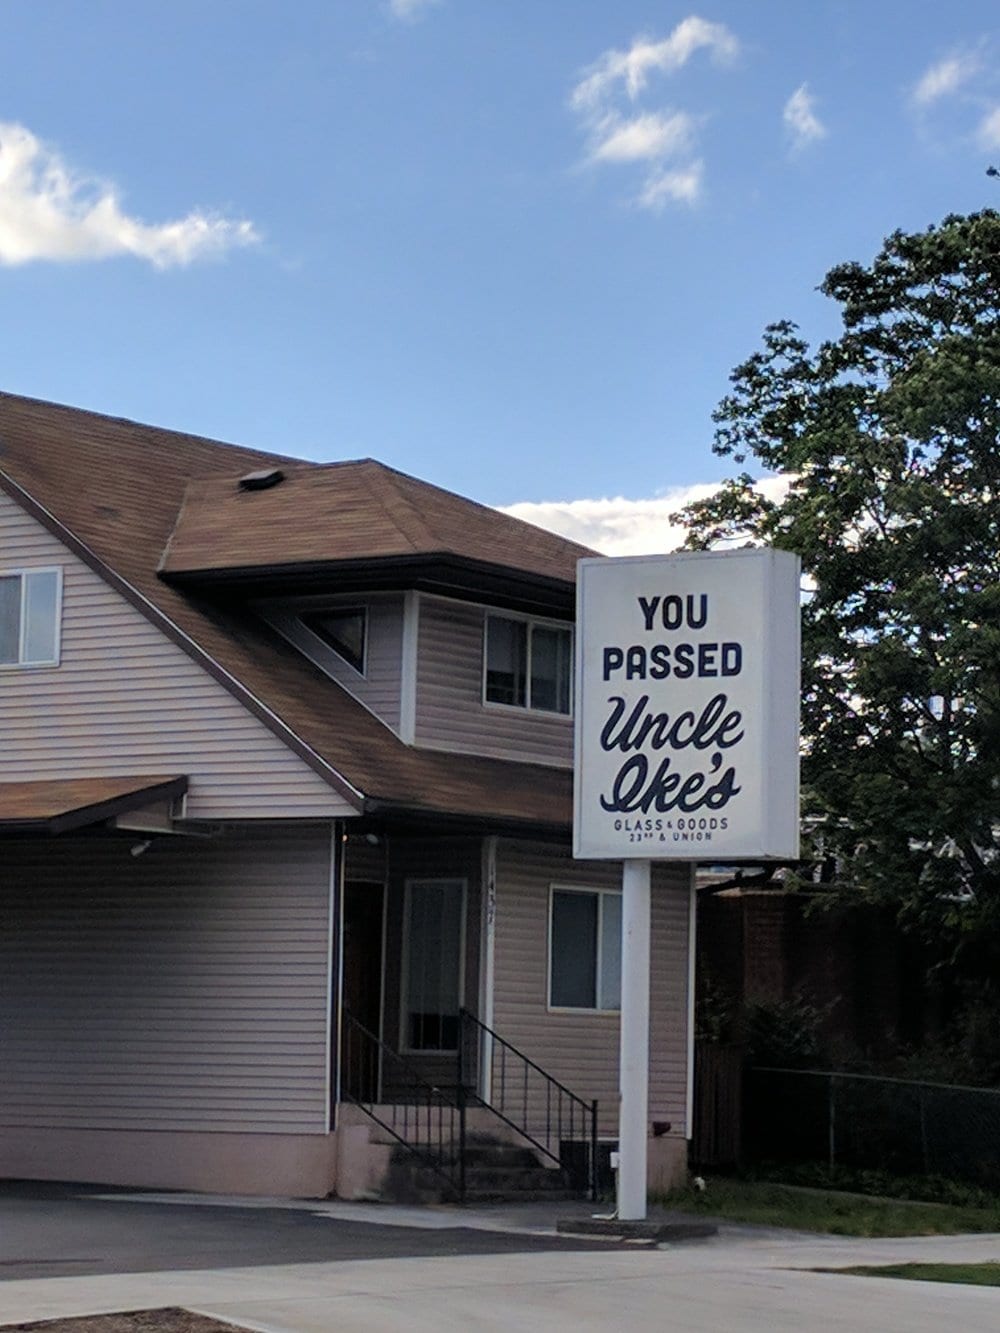 YOU
PASSED
Uncle
Ike's
GLASS & GOODS
23RD & UNION